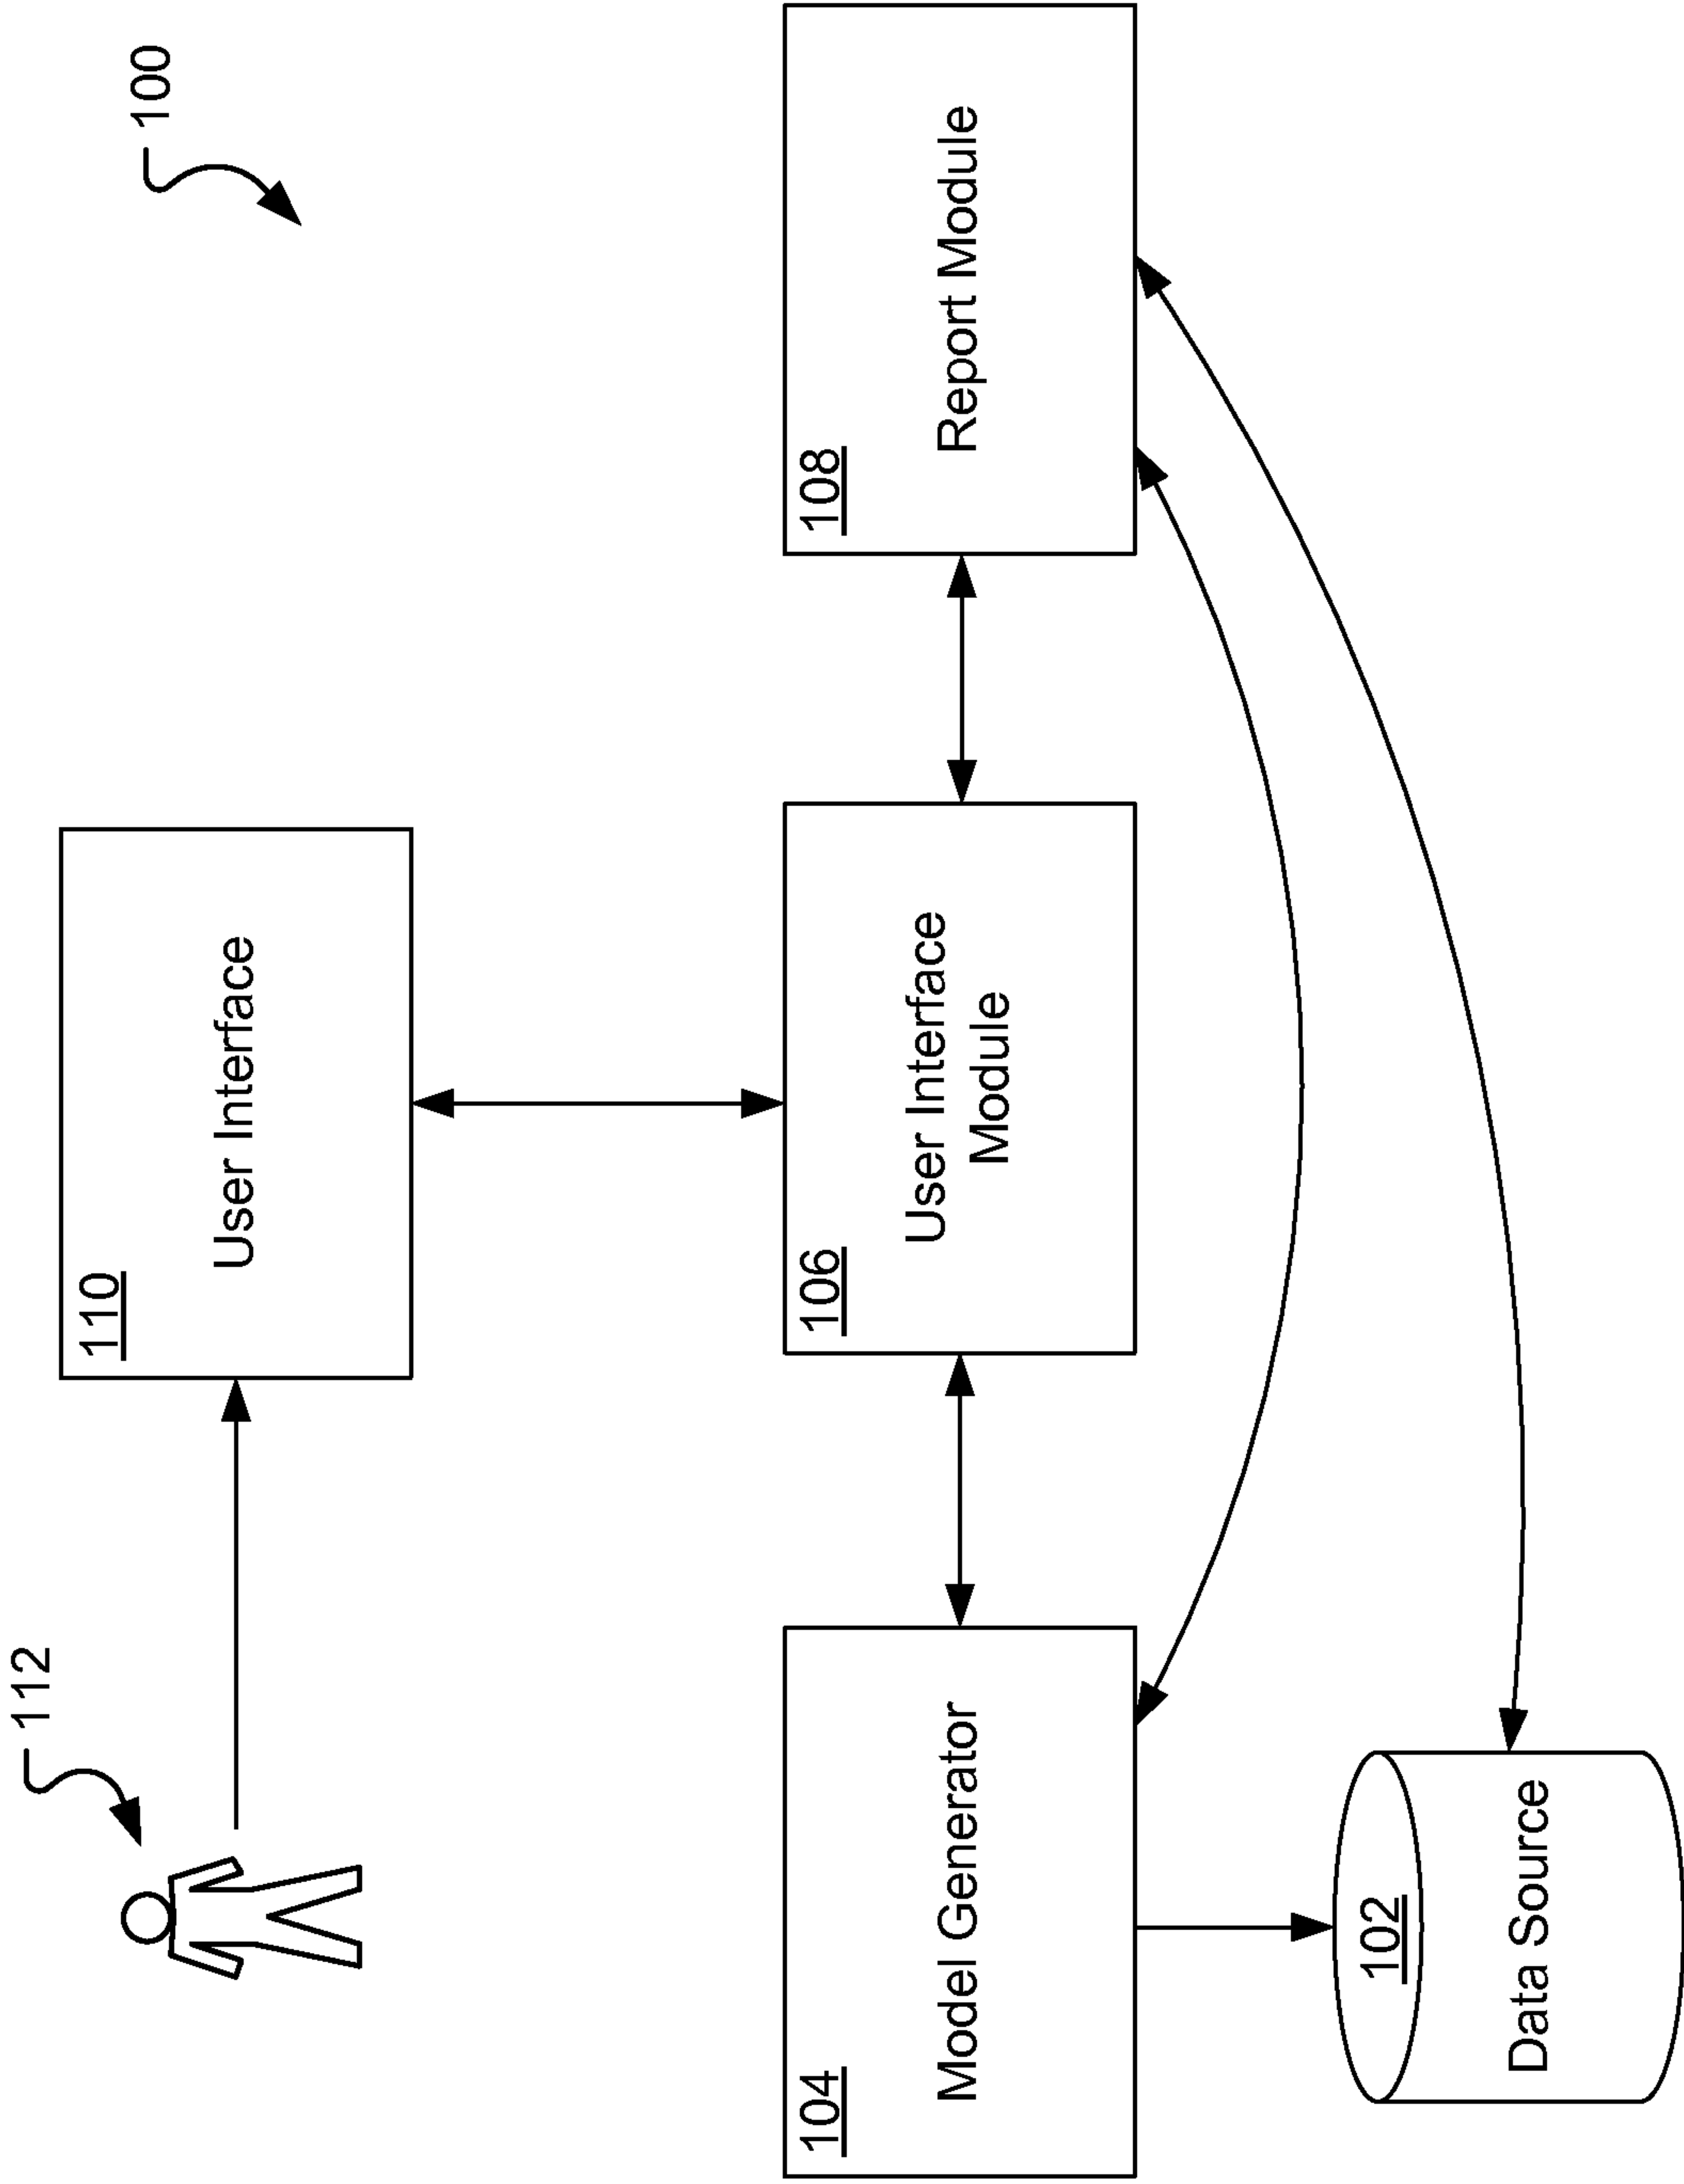 112
100
110
User Interface
104
Model Generator
106
User Interface
Module
108
Report Module
102
Data Source